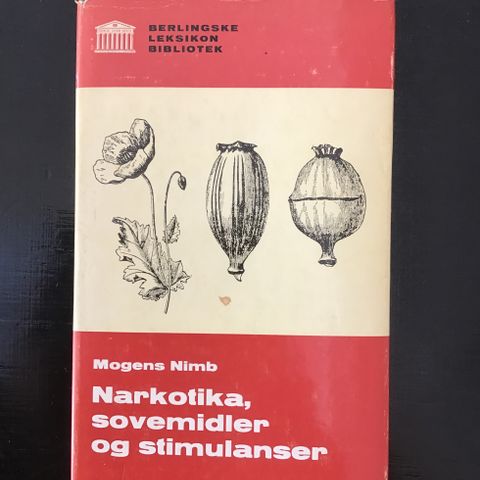 BERLINGSKE
LEKSIKON
BIBLIOTEK
Mogens Nimb
Narkotika,
sovemidler
og stimulanser